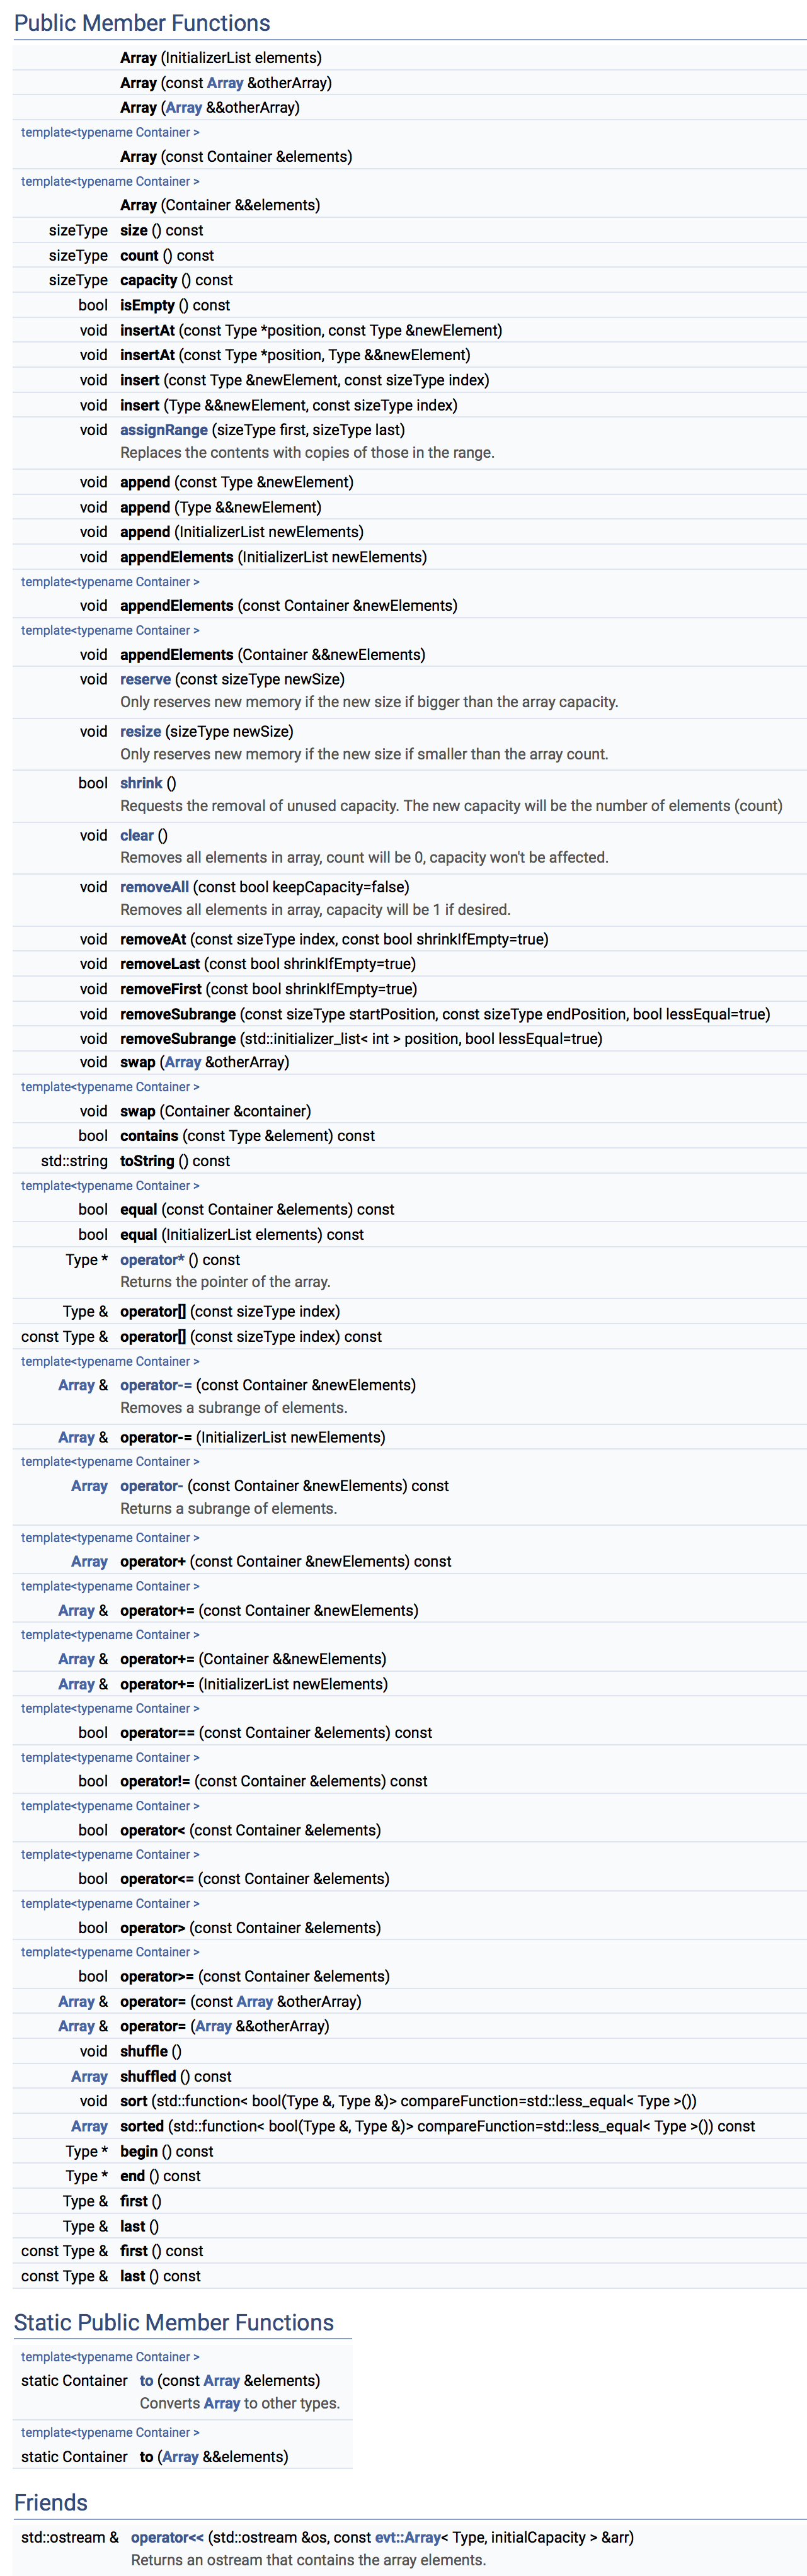 Public Member Functions
Array (InitializerList elements)
Array (const Array &otherArray)
Array (Array &&otherArray)
template<typename Container >
Array (const Container &elements)
template<typename Container >
Array (Container &&elements)
sizeType size () const
sizeType count () const
sizeType capacity () const
bool isEmpty () const
void insertAt (const Type *position, const Type &newElement)
void insertAt (const Type *position, Type &&newElement)
void insert (const Type &newElement, const sizeType index)
void insert (Type &&newElement, const sizeType index)
void assignRange (sizeType first, sizeType last)
Replaces the contents with copies of those in the range.
void append (const Type &newElement)
void append (Type &&newElement)
void append (InitializerList newElements)
void appendElements (InitializerList newElements)
template<typename Container >
void appendElements (const Container &newElements)
template<typename Container >
void appendElements (Container &&newElements)
void reserve (const sizeType newSize)
Only reserves new memory if the new size if bigger than the array capacity.
void resize (sizeType newSize)
Only reserves new memory if the new size if smaller than the array count.
bool shrink ()
Requests the removal of unused capacity. The new capacity will be the number of elements (count)
void clear ()
Removes all elements in array, count will be 0, capacity won't be affected.
void removeAll (const bool keepCapacity=false)
Removes all elements in array, capacity will be 1 if desired.
void removeAt (const sizeType index, const bool shrinkIfEmpty=true)
void removeLast (const bool shrinkIfEmpty=true)
void removeFirst (const bool shrinkIfEmpty=true)
void removeSubrange (const sizeType startPosition, const sizeType endPosition, bool lessEqual=true)
void removeSubrange (std::initializer_list< int > position, bool lessEqual=true)
void swap (Array &otherArray)
template<typename Container >
void swap (Container &container)
bool contains (const Type &element) const
std::string toString () const
template<typename Container >
bool equal (const Container &elements) const
bool equal (InitializerList elements) const
Type * operator* () const
Returns the pointer of the array.
Type & operator[] (const sizeType index)
const Type & operator[] (const sizeType index) const
template<typename Container >
Array & operator-= (const Container &newElements)
Removes a subrange of elements.
Array & operator-= (InitializerList newElements)
template<typename Container >
Array operator- (const Container &newElements) const
Returns a subrange of elements.
template<typename Container >
Array operator+ (const Container &newElements) const
template<typename Container >
Array & operator+= (const Container &newElements)
template<typename Container >
Array & operator+= (Container &&newElements)
Array & operator+= (InitializerList newElements)
template<typename Container >
bool operator== (const Container &elements) const
template<typename Container >
bool operator!= (const Container &elements) const
template<typename Container >
bool operator< (const Container &elements)
template<typename Container >
bool operator<= (const Container &elements)
template<typename Container >
bool operator> (const Container &elements)
template<typename Container >
bool operator>= (const Container &elements)
Array & operator= (const Array &otherArray)
Array & operator= (Array &&otherArray)
void shuffle ()
Array shuffled () const
void sort (std::function< bool(Type &, Type &)> compareFunction=std::less_equal< Type >())
Array sorted (std::function< bool(Type &, Type &)> compareFunction=std::less_equal< Type >()) const
Type * begin () const
Type * end () const
Type & first ()
Type & last ()
const Type & first () const
const Type & last () const
Static Public Member Functions
template<typename Container >
static Container to (const Array &elements)
Converts Array to other types.
template<typename Container >
static Container to (Array &&elements)
Friends
std::ostream & operator<< (std::ostream &os, const evt::Array< Type, initialCapacity > &arr)
Returns an ostream that contains the array elements.